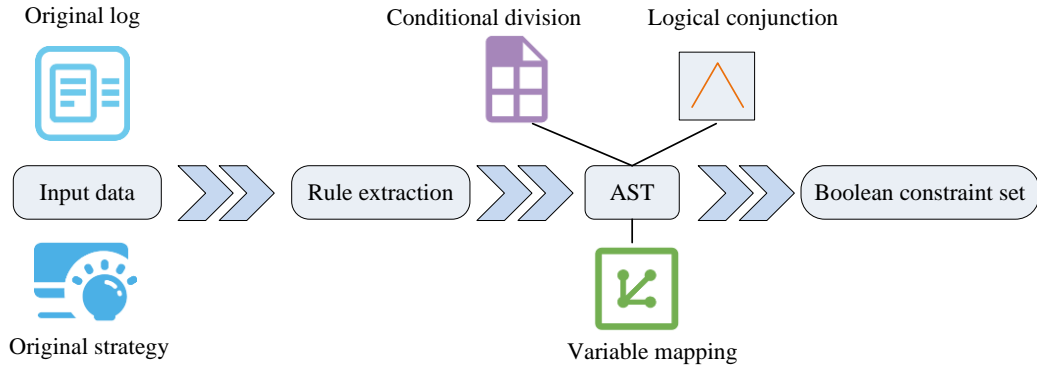 Original log
Conditional division
Logical conjunction
Input data
Rule extraction
AST
Boolean constraint set
Original strategy
Variable mapping